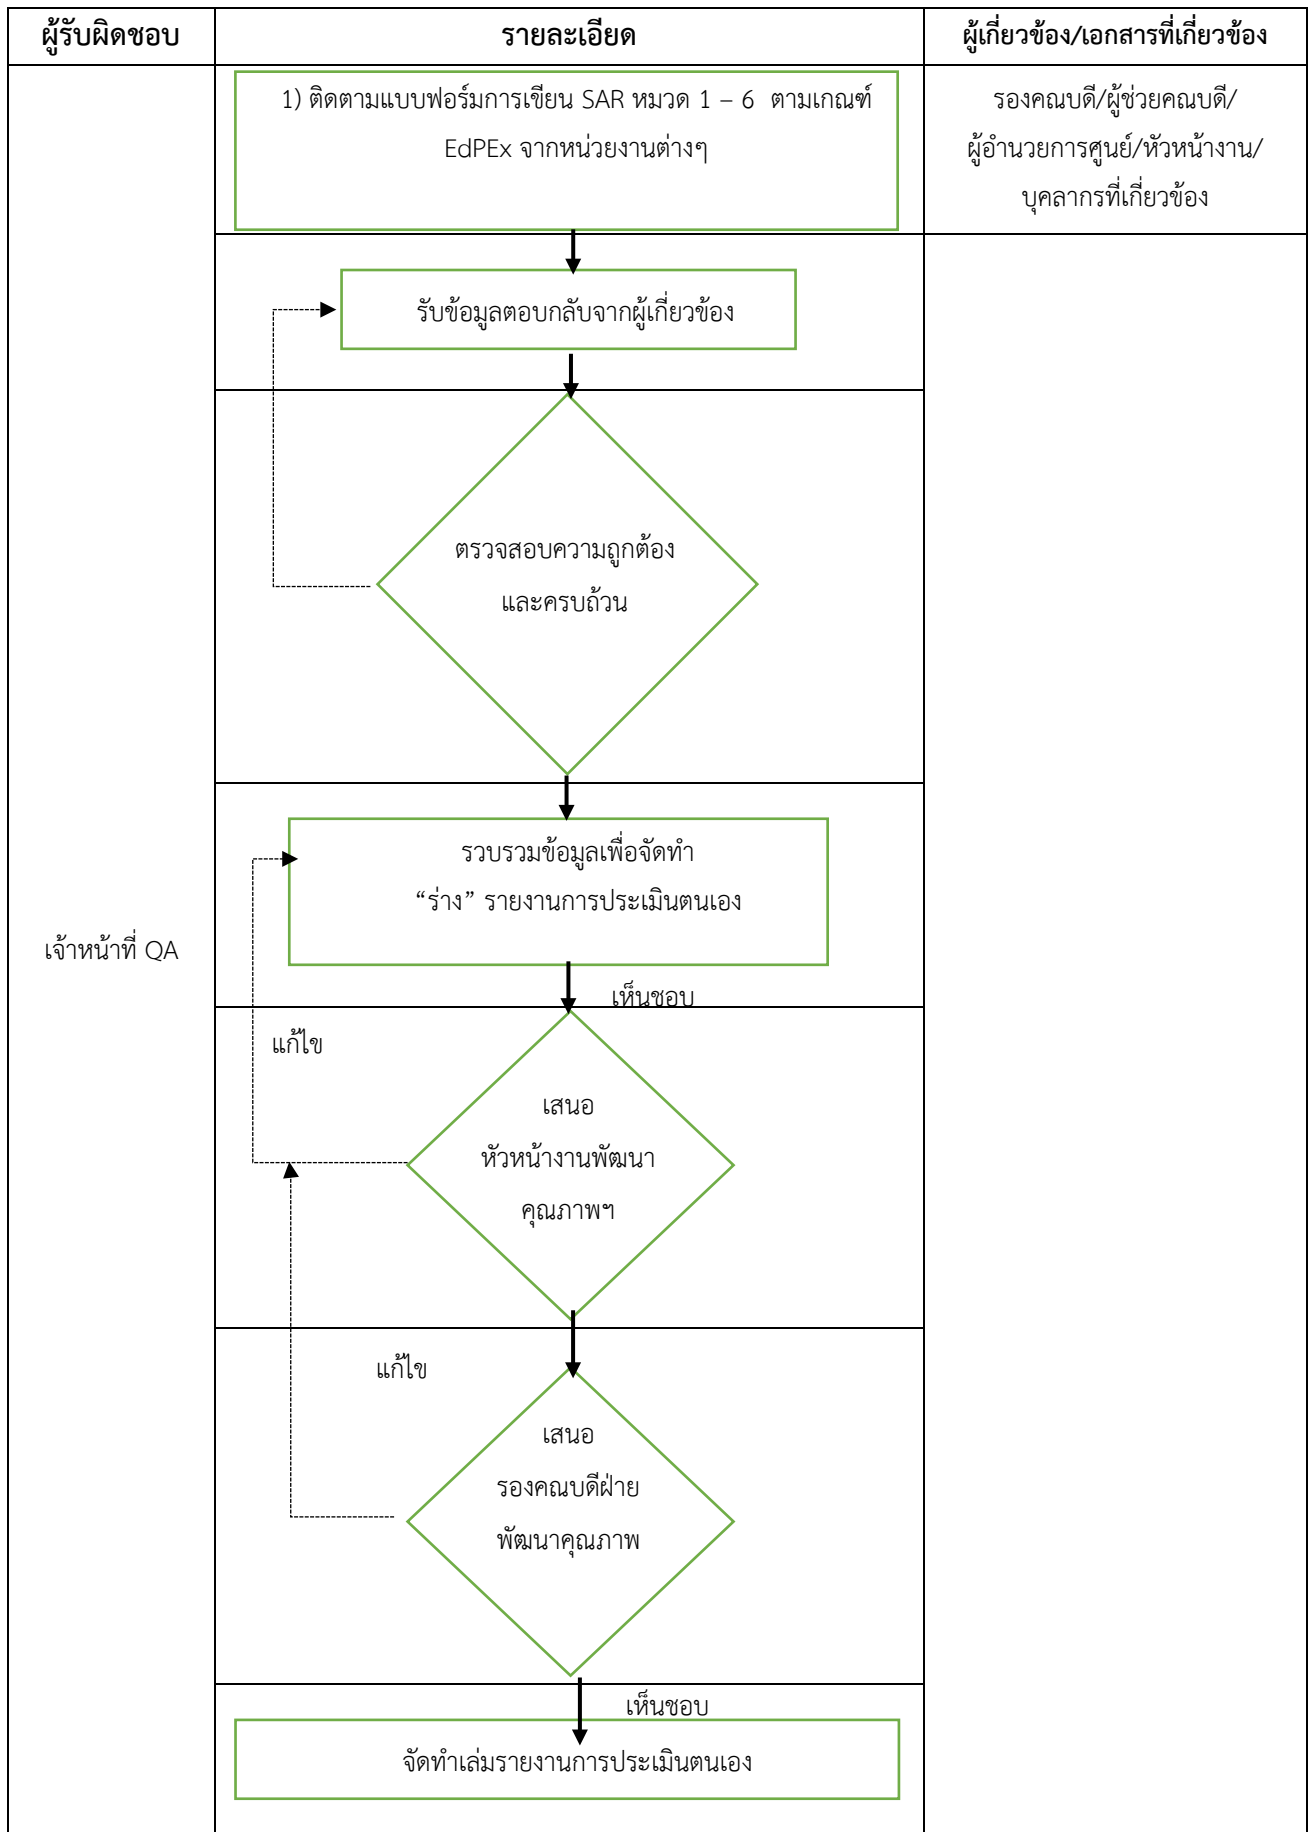 ผู้รับผิดชอบ
รายละเอียด
ผู้เกี่ยวข้อง/เอกสารที่เกี่ยวข้อง
1) ติดตามแบบฟอร์มการเขียน SAR หมวด 1 – 6 ตามเกณฑ์
EdPEx จากหน่วยงานต่างๆ
รองคณบดี/ผู้ช่วยคณบดี/
ผู้อำนวยการศูนย์/หัวหน้างาน/
บุคลากรที่เกี่ยวข้อง
รับข้อมูลตอบกลับจากผู้เกี่ยวข้อง
ตรวจสอบความถูกต้อง
และครบถ้วน
รวบรวมข้อมูลเพื่อจัดทำ
“ร่าง” รายงานการประเมินตนเอง
เจ้าหน้าที่ QA
เห็นชอบ
แก้ไข
เสนอ
หัวหน้างานพัฒนา
คุณภาพฯ
แก้ไข
เสนอ
รองคณบดีฝ่าย
พัฒนาคุณภาพ
เห็นชอบ
จัดทำเล่มรายงานการประเมินตนเอง